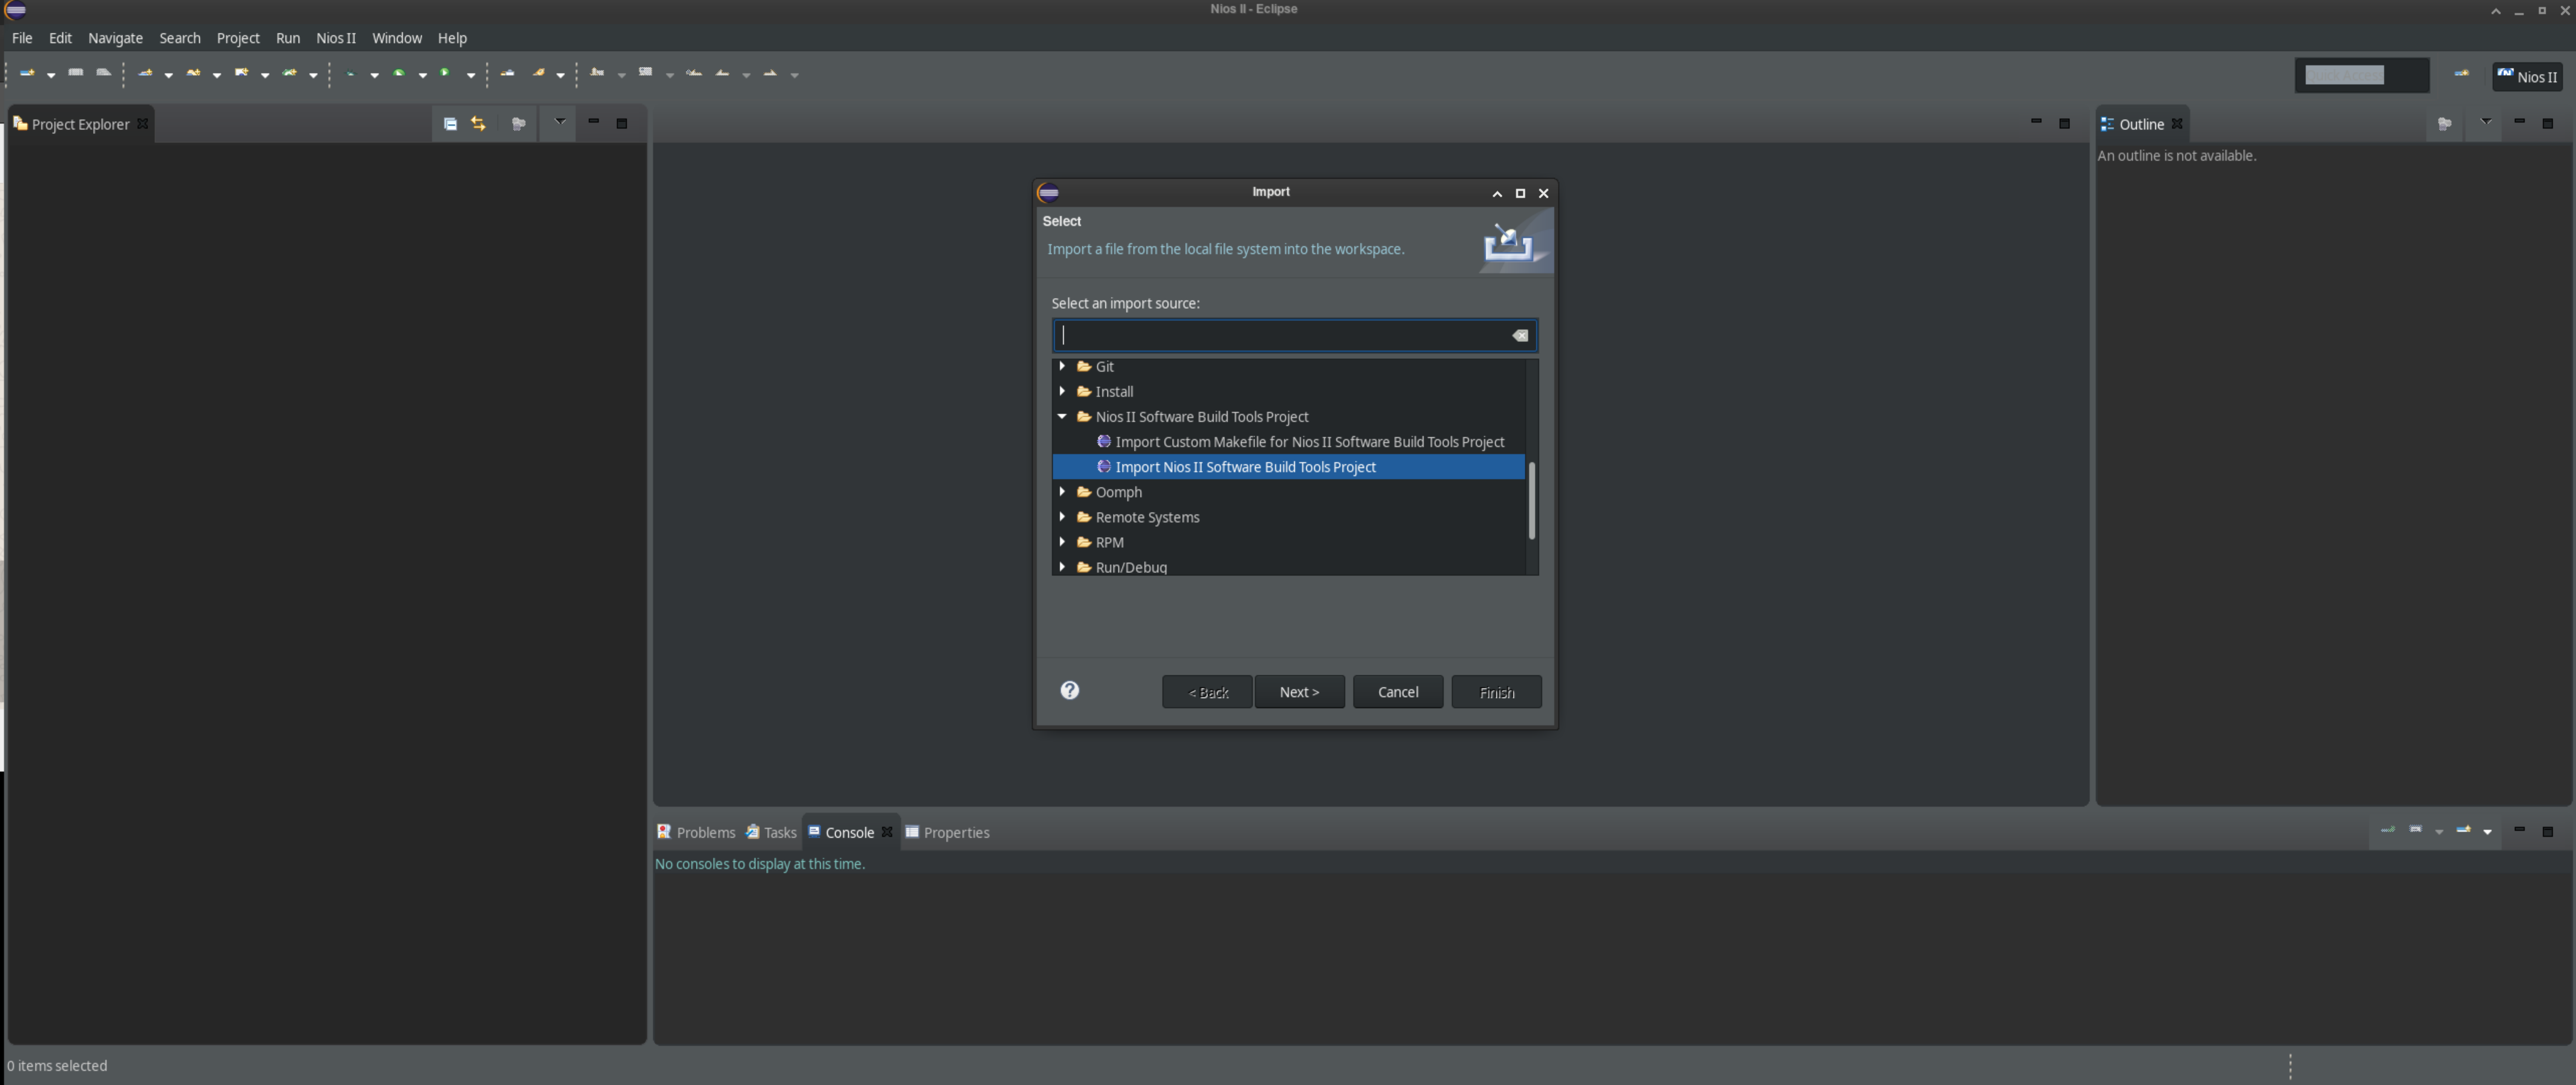 Nios II - Eclipse
File Edit Navigate Search Project Run Nios II Window Help
Nios II
Project Explorer
Outline
An outline is not available.
Import
Select
Import a file from the local file system into the workspace.
Select an import source:
Git
Install
Nios II Software Build Tools Project
Import Custom Makefile for Nios II Software Build Tools Project
Import Nios II Software Build Tools Project
Oomph
Remote Systems
RPM
Run/Debug
< Back Next > Cancel Finish
Problems Tasks Console Properties
No consoles to display at this time.
0 items selected